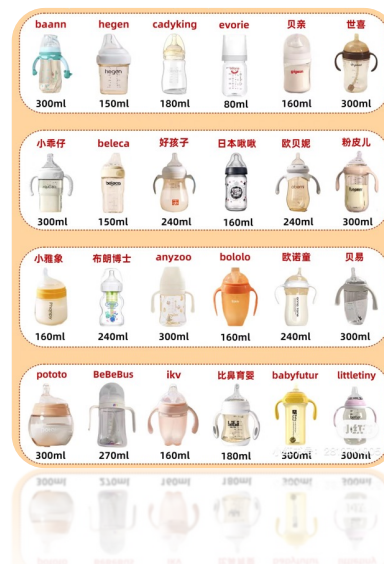 baann hegen cadyking evorie 贝亲 世喜
hegen
300ml 150ml 180ml 80ml 160ml 300ml
小乖仔 beleca 好孩子 日本啾啾 欧贝妮 粉皮儿
beleca
300ml 150ml 240ml 160ml 240ml 300ml
小雅象 布朗博士 anyzoo bololo 欧诺童 贝易
160ml 240ml 300ml 160ml 240ml 300ml
pototo BeBeBus ikv 比鼻育婴 babyfutur littletiny
300ml 270ml 160ml 180ml 300ml 300ml